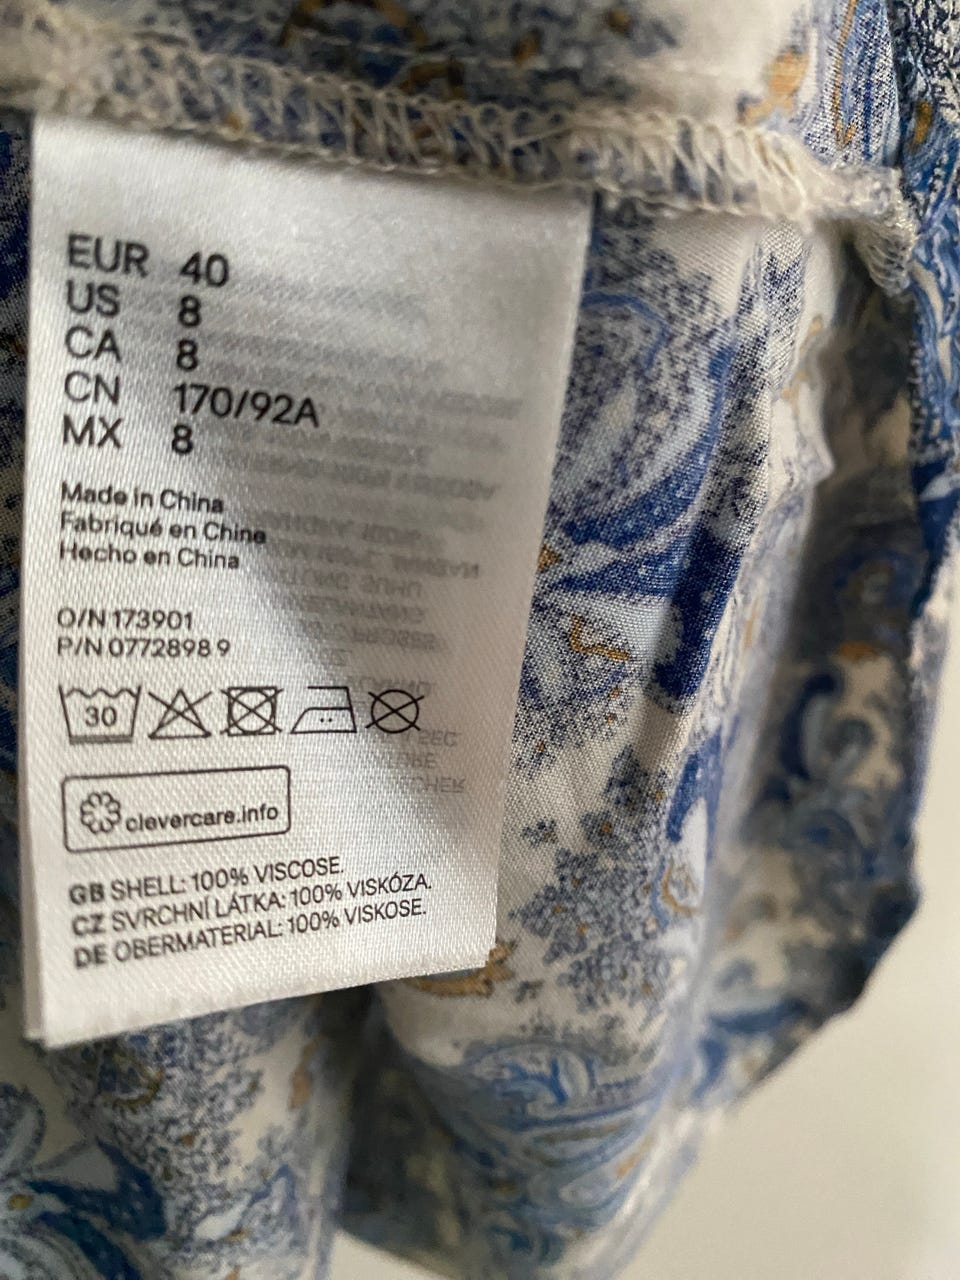 EUR 40
US 8
CA 8
CN 170/92A
MX 8
Made in China
Fabriqué en Chine
Hecho en China
O/N 173901
P/N 0772898 9
30
clevercare.info
GB SHELL: 100% VISCOSE.
CZ SVRCHNÍ LÁTKA: 100% VISKÓZA.
DE OBERMATERIAL: 100% VISKOSE.